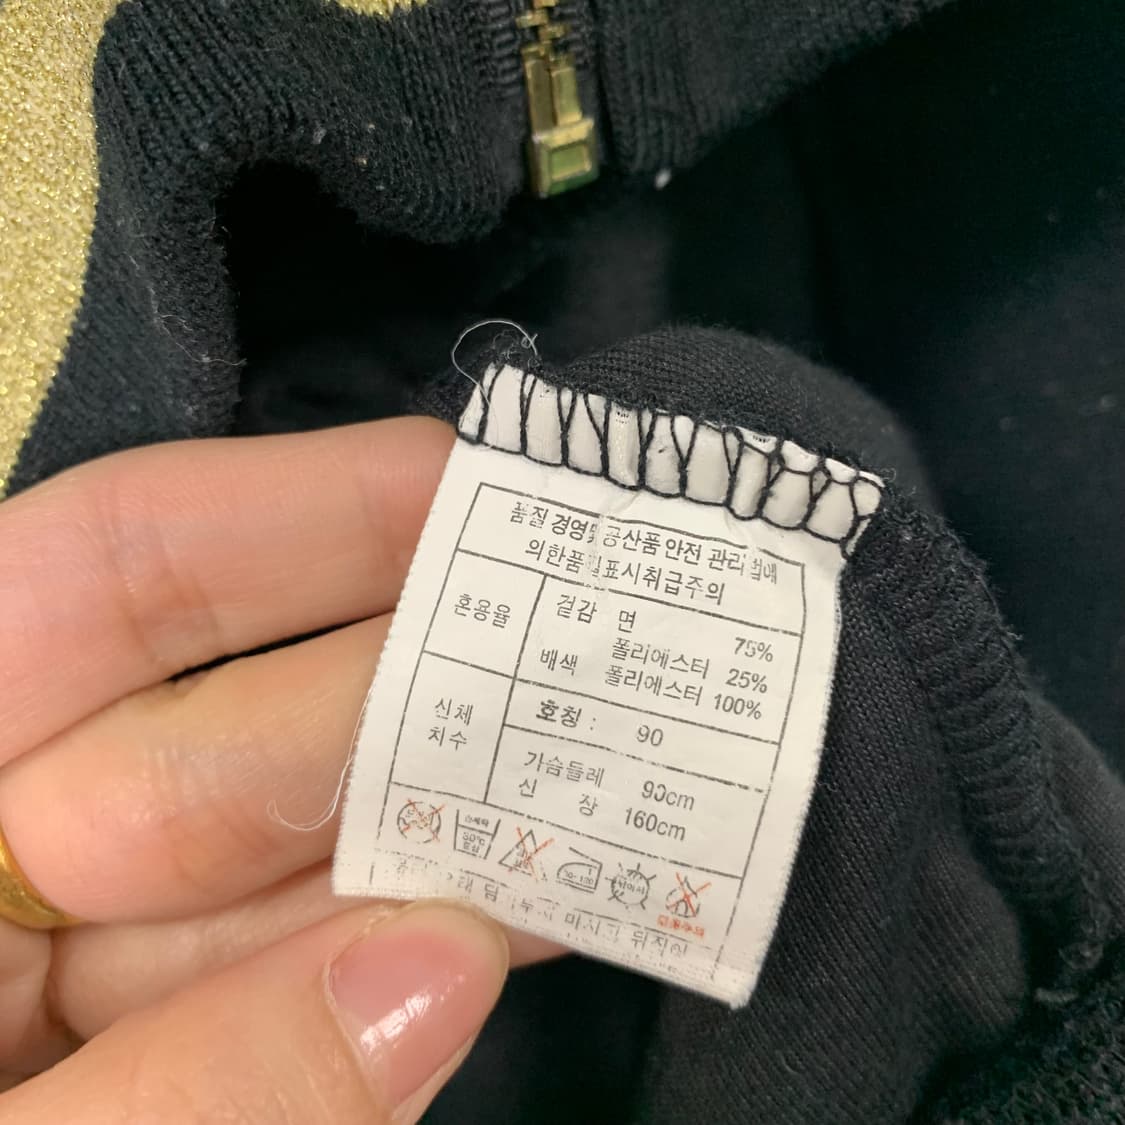 품질 경영및공산품 안전 관리 법에
의한품질표시취급주의
혼용율
겉감 면 75%
폴리에스터 25%
배색 폴리에스터 100%
신체
치수
호칭 : 90
가슴둘레 90cm
신 장 160cm
30℃